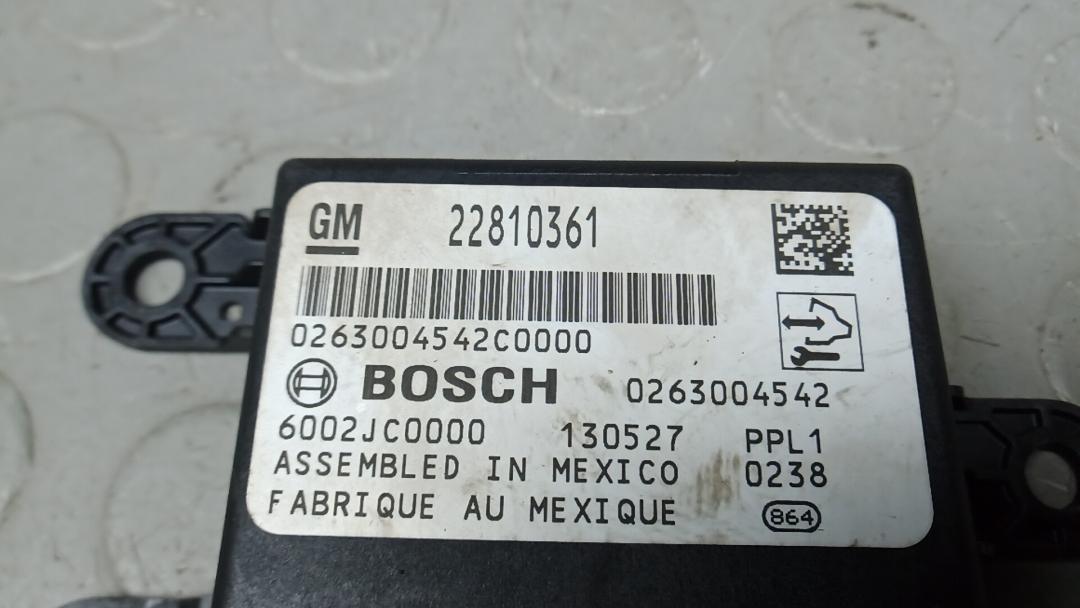 GM 22810361
0263004542C0000
BOSCH 0263004542
6002JC0000 130527 PPL1
ASSEMBLED IN MEXICO 0238
FABRIQUE AU MEXIQUE 864